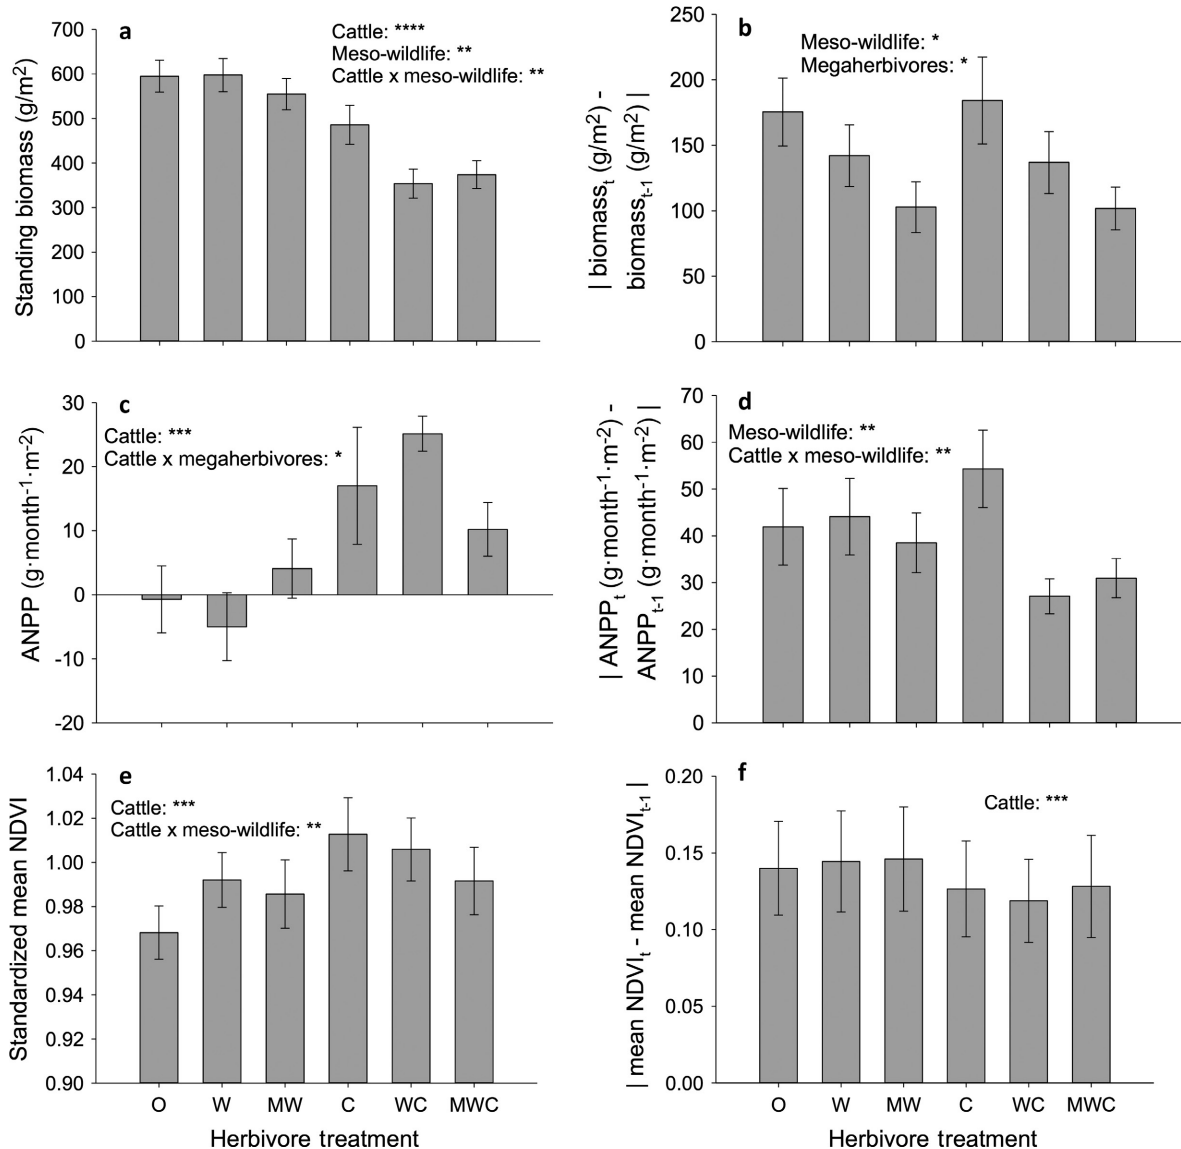 a
Cattle: ****
Meso-wildlife: **
Cattle x meso-wildlife: **
Standing biomass (g/m²)
700
600
500
400
300
200
100
0
b
Meso-wildlife: *
Megaherbivores: *
| biomass_t (g/m²) -
biomass_t-1 (g/m²) |
250
200
150
100
50
0
c
Cattle: ***
Cattle x megaherbivores: *
ANPP (g·month⁻¹·m⁻²)
30
20
10
0
-10
-20
d
Meso-wildlife: **
Cattle x meso-wildlife: **
| ANPP_t (g·month⁻¹·m⁻²) -
ANPP_t-1 (g·month⁻¹·m⁻²) |
70
60
50
40
30
20
10
0
e
Cattle: ***
Cattle x meso-wildlife: **
Standardized mean NDVI
1.04
1.02
1.00
0.98
0.96
0.94
0.92
0.90
O W MW C WC MWC
Herbivore treatment
f
Cattle: ***
| mean NDVI_t - mean NDVI_t-1 |
0.20
0.15
0.10
0.05
0.00
O W MW C WC MWC
Herbivore treatment